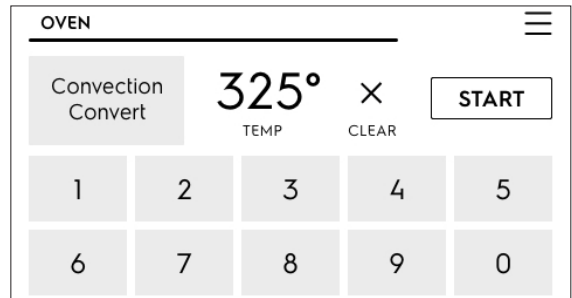 OVEN
Convection
Convert
325°
TEMP
CLEAR
START
1 2 3 4 5
6 7 8 9 0